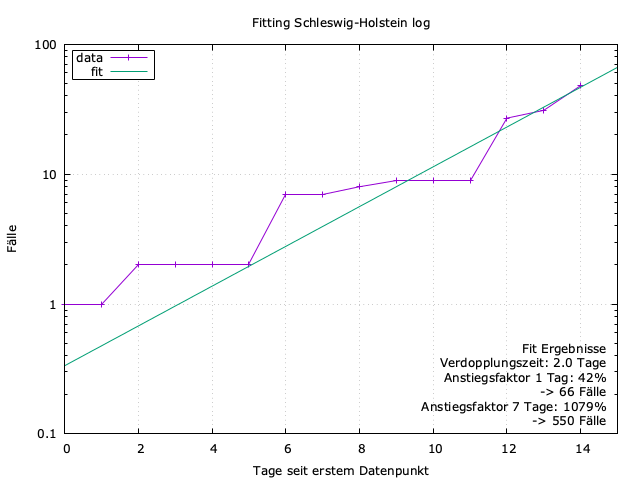 Fitting Schleswig-Holstein log
data
fit
100
10
1
0.1
Fälle
Fit Ergebnisse
Verdopplungszeit: 2.0 Tage
Anstiegsfaktor 1 Tag: 42%
-> 66 Fälle
Anstiegsfaktor 7 Tage: 1079%
-> 550 Fälle
0 2 4 6 8 10 12 14
Tage seit erstem Datenpunkt